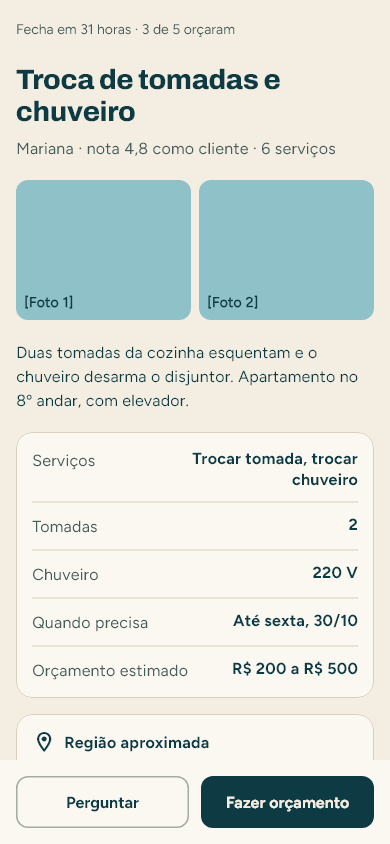 Fecha em 31 horas · 3 de 5 orçaram
Troca de tomadas e
chuveiro
Mariana · nota 4,8 como cliente · 6 serviços
[Foto 1]
[Foto 2]
Duas tomadas da cozinha esquentam e o
chuveiro desarma o disjuntor. Apartamento no
8º andar, com elevador.
Serviços
Trocar tomada, trocar
chuveiro
Tomadas
2
Chuveiro
220 V
Quando precisa
Até sexta, 30/10
Orçamento estimado
R$ 200 a R$ 500
Região aproximada
Perguntar
Fazer orçamento